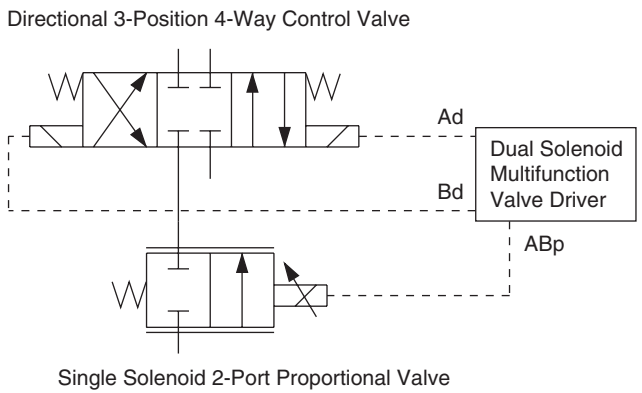 Directional 3-Position 4-Way Control Valve
Ad
Dual Solenoid
Multifunction
Valve Driver
Bd
ABp
Single Solenoid 2-Port Proportional Valve